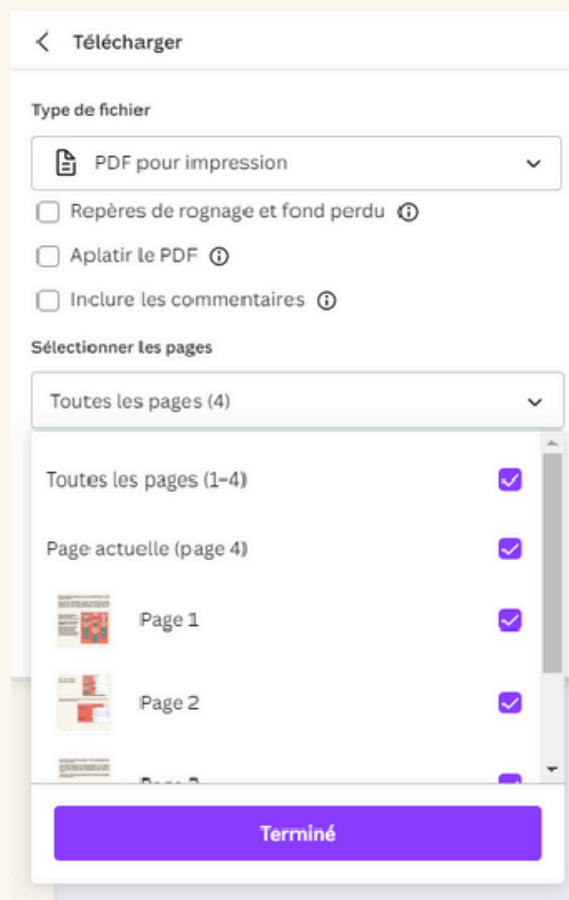 Télécharger
Type de fichier
PDF pour impression
Repères de rognage et fond perdu
Aplatir le PDF
Inclure les commentaires
Sélectionner les pages
Toutes les pages (4)
Toutes les pages (1-4)
Page actuelle (page 4)
Page 1
Page 2
Terminé